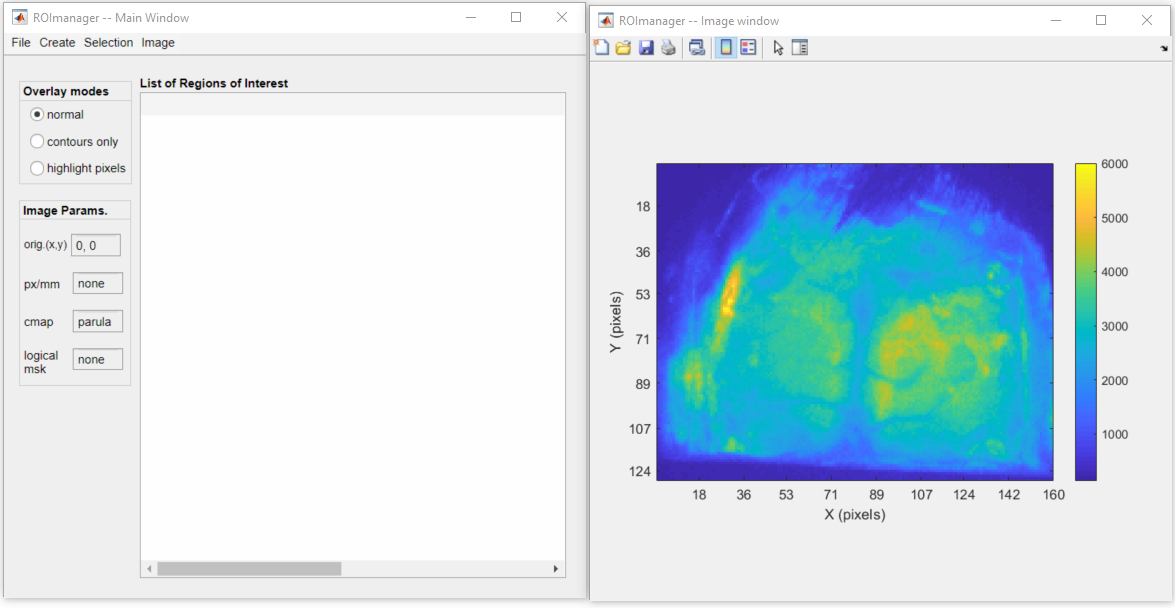 ROImanager -- Main Window
File Create Selection Image
Overlay modes
normal
contours only
highlight pixels
Image Params.
orig.(x,y) 0, 0
px/mm none
cmap parula
logical
msk none
List of Regions of Interest
ROImanager -- Image window
Y (pixels)
18
36
53
71
89
107
124
18 36 53 71 89 107 124 142 160
X (pixels)
6000
5000
4000
3000
2000
1000